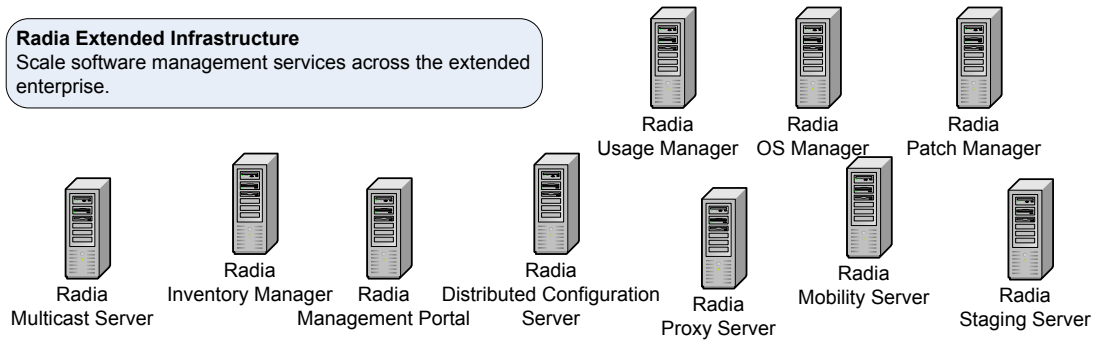 Radia Extended Infrastructure
Scale software management services across the extended
enterprise.
Radia
Usage Manager
Radia
OS Manager
Radia
Patch Manager
Radia
Multicast Server
Radia
Inventory Manager
Radia
Management Portal
Radia
Distributed Configuration
Server
Radia
Proxy Server
Radia
Mobility Server
Radia
Staging Server